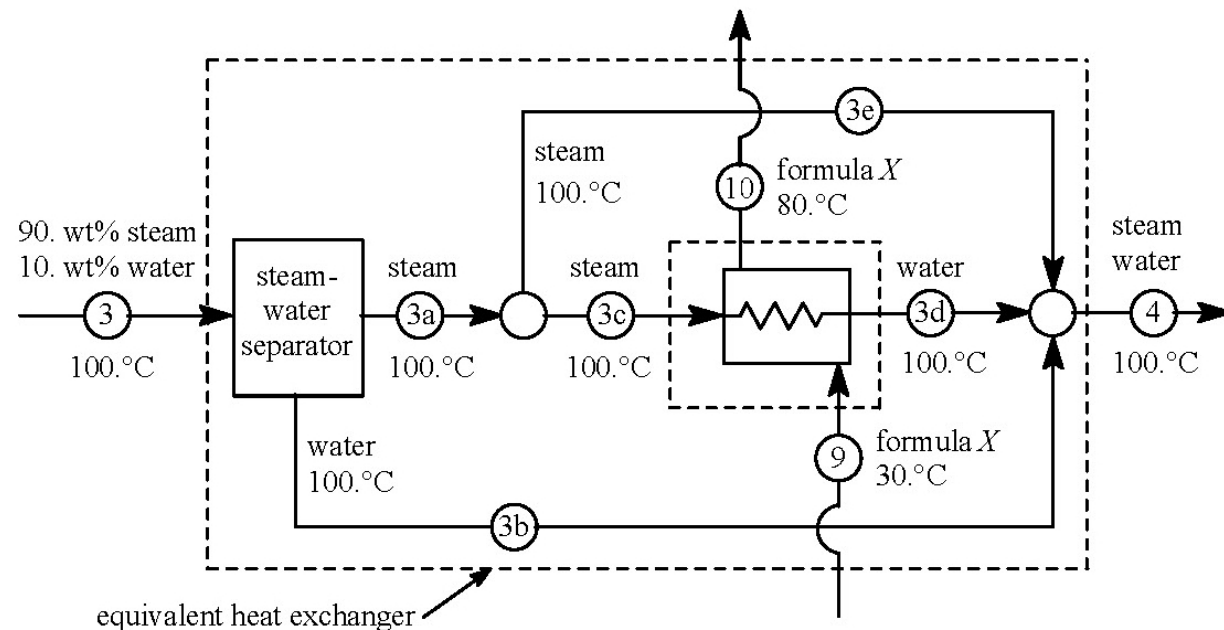 3e
steam
100.°C
10
formula X
80.°C
90. wt% steam
10. wt% water
3
100.°C
steam-
water
separator
steam
3a
100.°C
steam
3c
100.°C
water
3d
100.°C
steam
water
4
100.°C
water
100.°C
9
formula X
30.°C
3b
equivalent heat exchanger